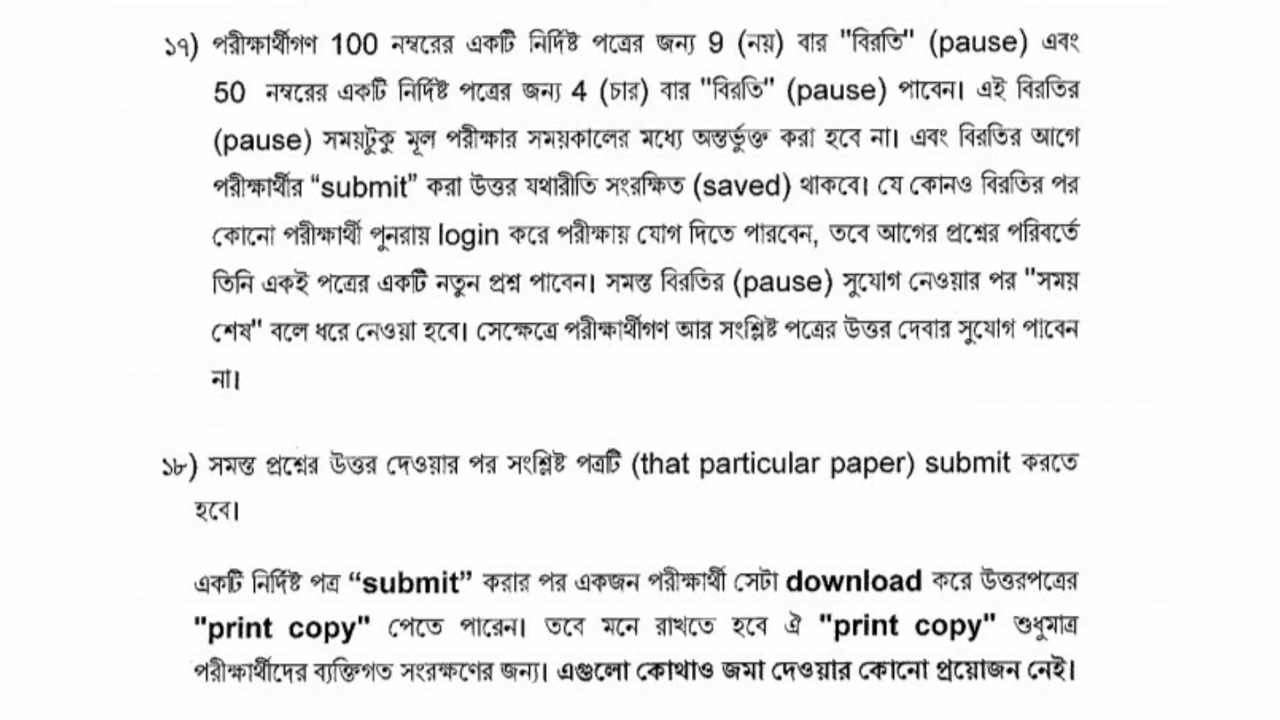 ১৭) পরীক্ষার্থীগণ 100 নম্বরের একটি নির্দিষ্ট পত্রের জন্য 9 (নয়) বার "বিরতি" (pause) এবং
50 নম্বরের একটি নির্দিষ্ট পত্রের জন্য 4 (চার) বার "বিরতি" (pause) পাবেন। এই বিরতির
(pause) সময়টুকু মূল পরীক্ষার সময়কালের মধ্যে অন্তর্ভুক্ত করা হবে না। এবং বিরতির আগে
পরীক্ষার্থীর “submit” করা উত্তর যথারীতি সংরক্ষিত (saved) থাকবে। যে কোনও বিরতির পর
কোনো পরীক্ষার্থী পুনরায় login করে পরীক্ষায় যোগ দিতে পারবেন, তবে আগের প্রশ্নের পরিবর্তে
তিনি একই পত্রের একটি নতুন প্রশ্ন পাবেন। সমস্ত বিরতির (pause) সুযোগ নেওয়ার পর "সময়
শেষ" বলে ধরে নেওয়া হবে। সেক্ষেত্রে পরীক্ষার্থীগণ আর সংশ্লিষ্ট পত্রের উত্তর দেবার সুযোগ পাবেন
না।
১৮) সমস্ত প্রশ্নের উত্তর দেওয়ার পর সংশ্লিষ্ট পত্রটি (that particular paper) submit করতে
হবে।
একটি নির্দিষ্ট পত্র “submit” করার পর একজন পরীক্ষার্থী সেটা download করে উত্তরপত্রের
"print copy" পেতে পারেন। তবে মনে রাখতে হবে ঐ "print copy" শুধুমাত্র
পরীক্ষার্থীদের ব্যক্তিগত সংরক্ষণের জন্য। এগুলো কোথাও জমা দেওয়ার কোনো প্রয়োজন নেই।